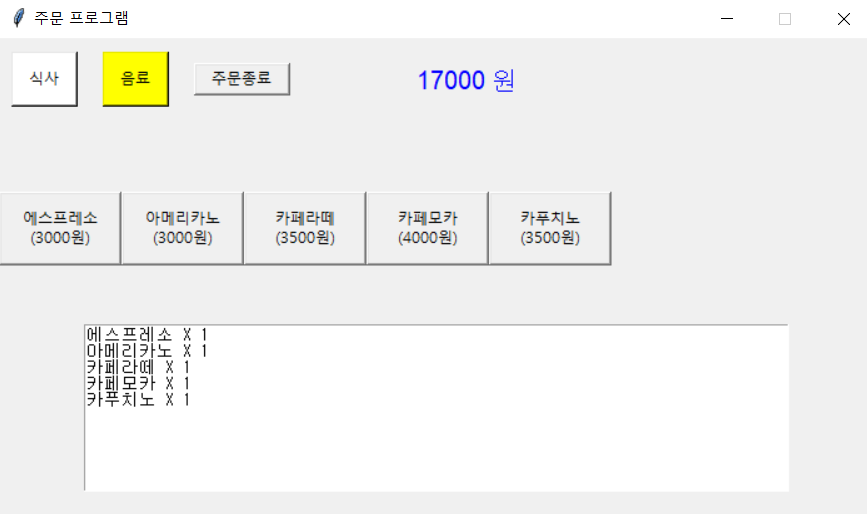 주문 프로그램
식사 음료 주문종료 17000 원
에스프레소 아메리카노 카페라떼 카페모카 카푸치노
(3000원) (3000원) (3500원) (4000원) (3500원)
에스프레소 X 1
아메리카노 X 1
카페라떼 X 1
카페모카 X 1
카푸치노 X 1